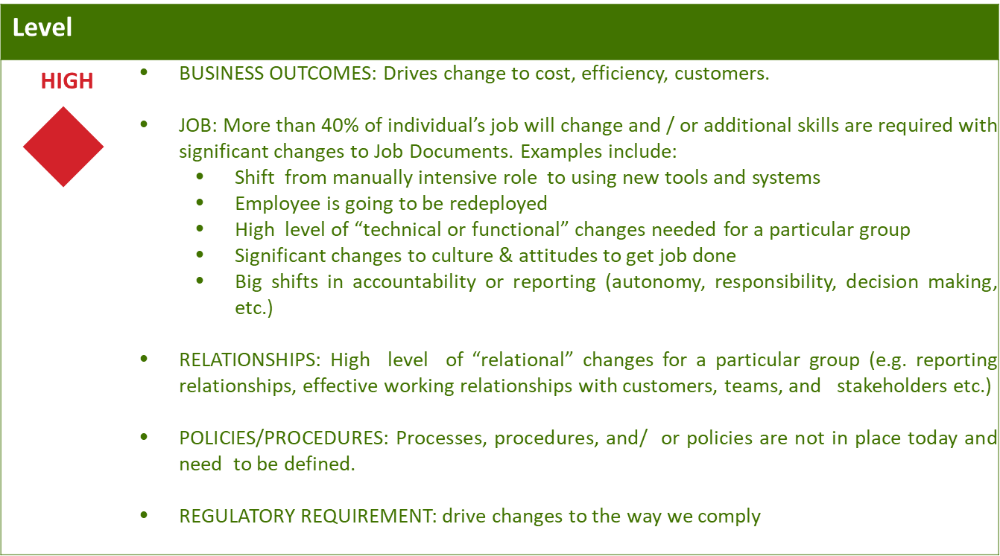 Level
HIGH
• BUSINESS OUTCOMES: Drives change to cost, efficiency, customers.
• JOB: More than 40% of individual’s job will change and / or additional skills are required with
significant changes to Job Documents. Examples include:
• Shift from manually intensive role to using new tools and systems
• Employee is going to be redeployed
• High level of “technical or functional” changes needed for a particular group
• Significant changes to culture & attitudes to get job done
• Big shifts in accountability or reporting (autonomy, responsibility, decision making,
etc.)
• RELATIONSHIPS: High level of “relational” changes for a particular group (e.g. reporting
relationships, effective working relationships with customers, teams, and stakeholders etc.)
• POLICIES/PROCEDURES: Processes, procedures, and/ or policies are not in place today and
need to be defined.
• REGULATORY REQUIREMENT: drive changes to the way we comply